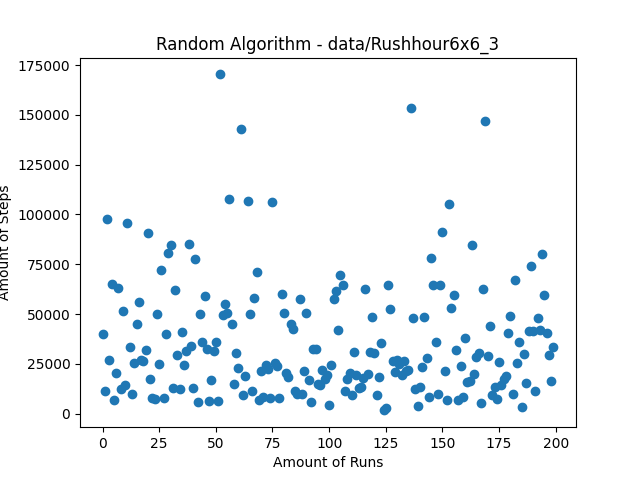 Random Algorithm - data/Rushhour6x6_3
175000
150000
125000
100000
75000
50000
25000
0
Amount of Steps
0 25 50 75 100 125 150 175 200
Amount of Runs